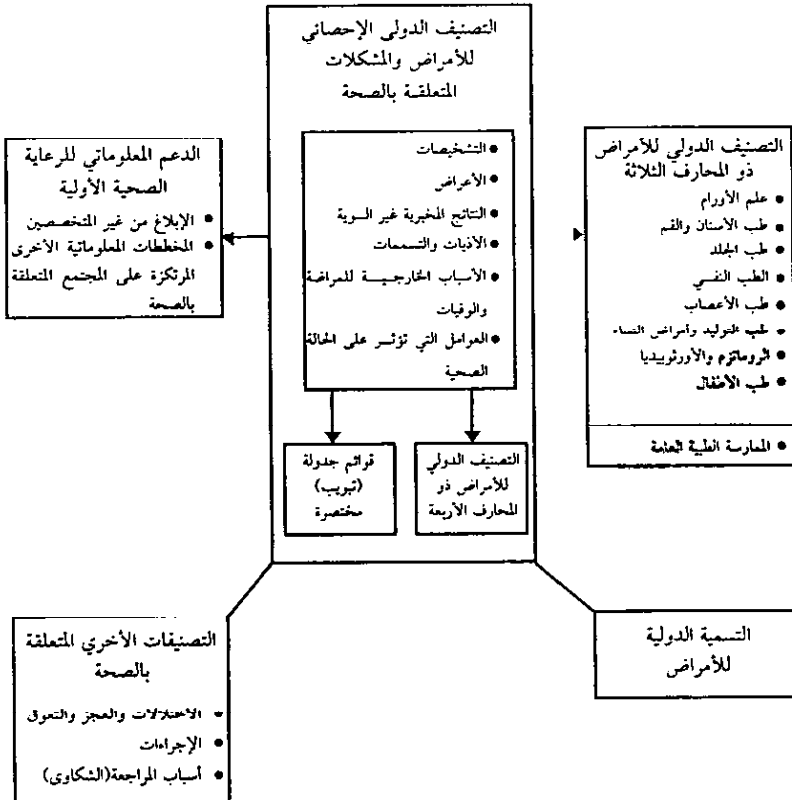 التصنيف الدولي الإحصائي
للأمراض والمشكلات
المتعلقة بالصحة
التشخيصات
الأعراض
النتائج المخبرية غير السوية
الأذيات والتسممات
الأسباب الخارجية للمراضة
والوفيات
العوامل التي تؤثر على الحالة
الصحية
التصنيف الدولي
للأمراض ذو
المحارف الأربعة
قوائم جدولة
(تبويب)
مختصرة
التصنيف الدولي للأمراض
ذو المحارف الثلاثة
علم الأورام
طب الأسنان والفم
طب الجلد
الطب النفسي
طب الأعصاب
طب التوليد وأمراض النساء
الروماتزم والأورثوبيديا
طب الأطفال
الممارسة الطبية العامة
الدعم المعلوماتي للرعاية
الصحية الأولية
الإبلاغ من غير المتخصصين
المخططات المعلوماتية الأخرى
المرتكزة على المجتمع المتعلقة
بالصحة
التسمية الدولية
للأمراض
التصنيفات الأخري المتعلقة
بالصحة
الاختلالات والعجز والتعوق
الإجراءات
أسباب المراجعة(الشكاوى)